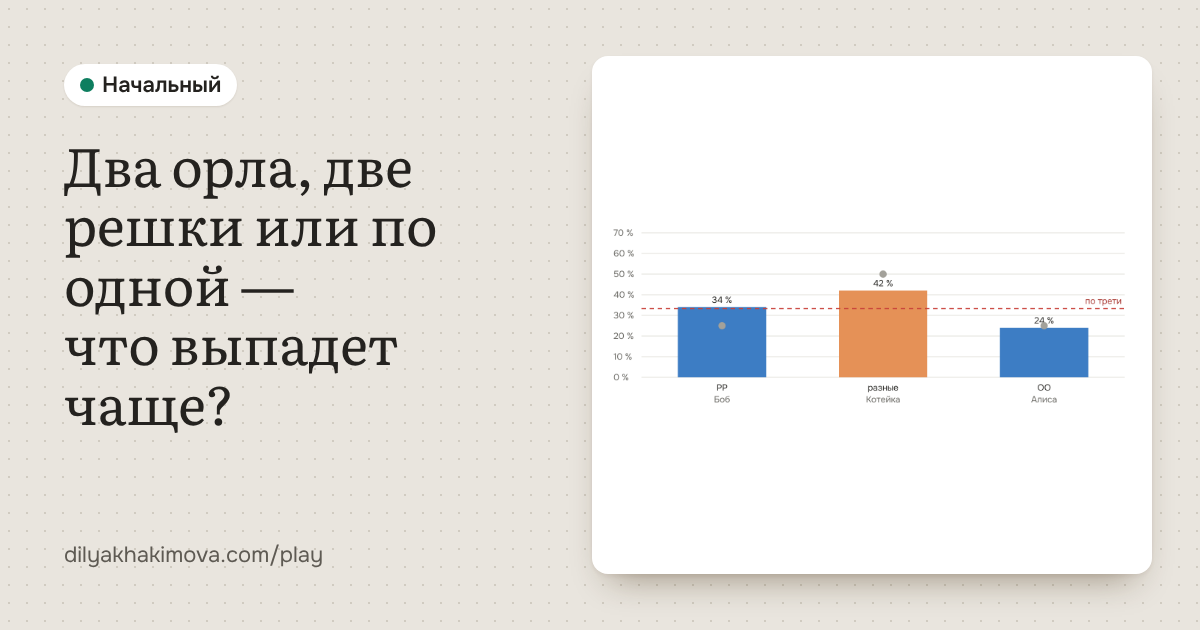 Начальный
Два орла, две
решки или по
одной —
что выпадет
чаще?
dilyakhakimova.com/play
70 %
60 %
50 %
40 %
30 %
20 %
10 %
0 %
34 %
42 %
24 %
по трети
РР
разные
ОО
Боб
Котейка
Алиса